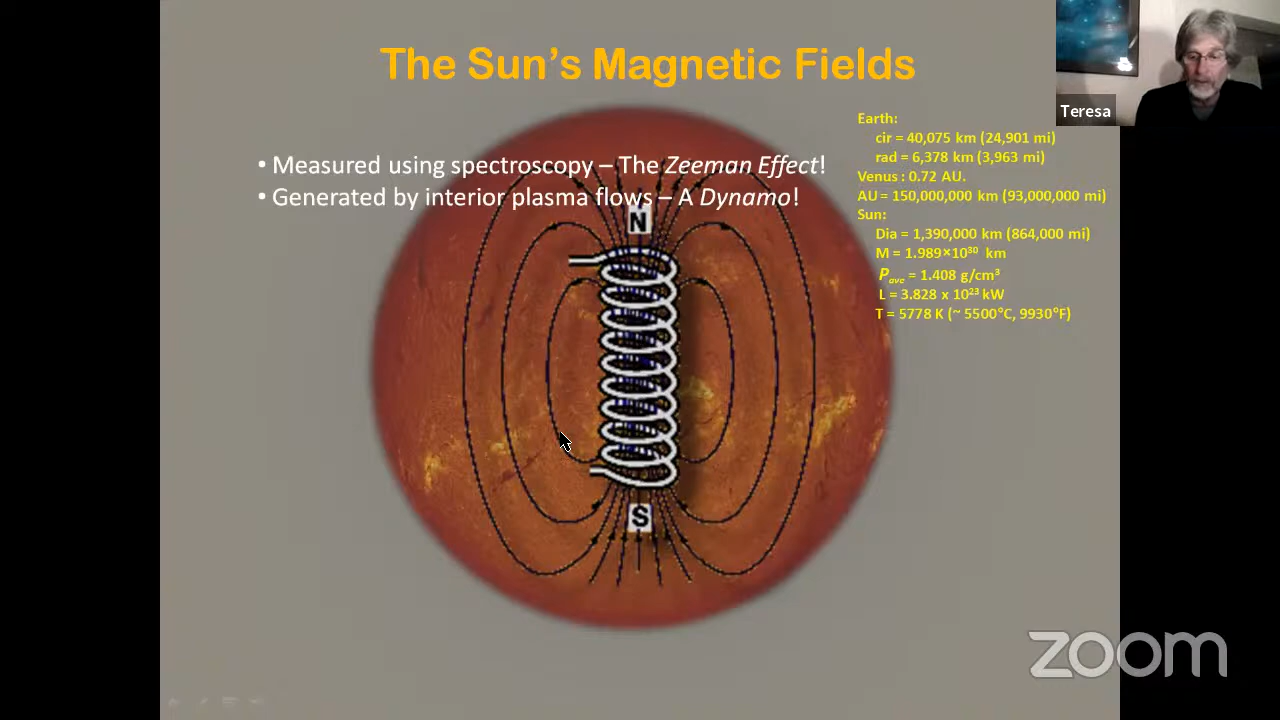 The Sun's Magnetic Fields
Teresa
• Measured using spectroscopy – The Zeeman Effect!
• Generated by interior plasma flows – A Dynamo!
Earth:
cir = 40,075 km (24,901 mi)
rad = 6,378 km (3,963 mi)
Venus : 0.72 AU.
AU = 150,000,000 km (93,000,000 mi)
Sun:
Dia = 1,390,000 km (864,000 mi)
M = 1.989×10³⁰ km
Pave = 1.408 g/cm³
L = 3.828 x 10²³ kW
T = 5778 K (~ 5500°C, 9930°F)
N
S
zoom